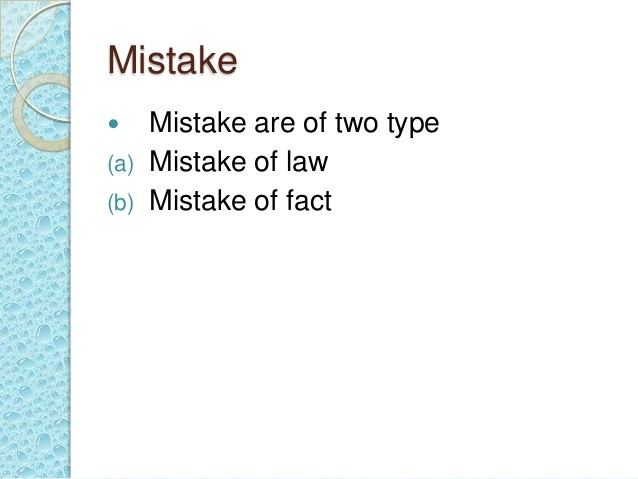 Mistake
• Mistake are of two type
(a) Mistake of law
(b) Mistake of fact